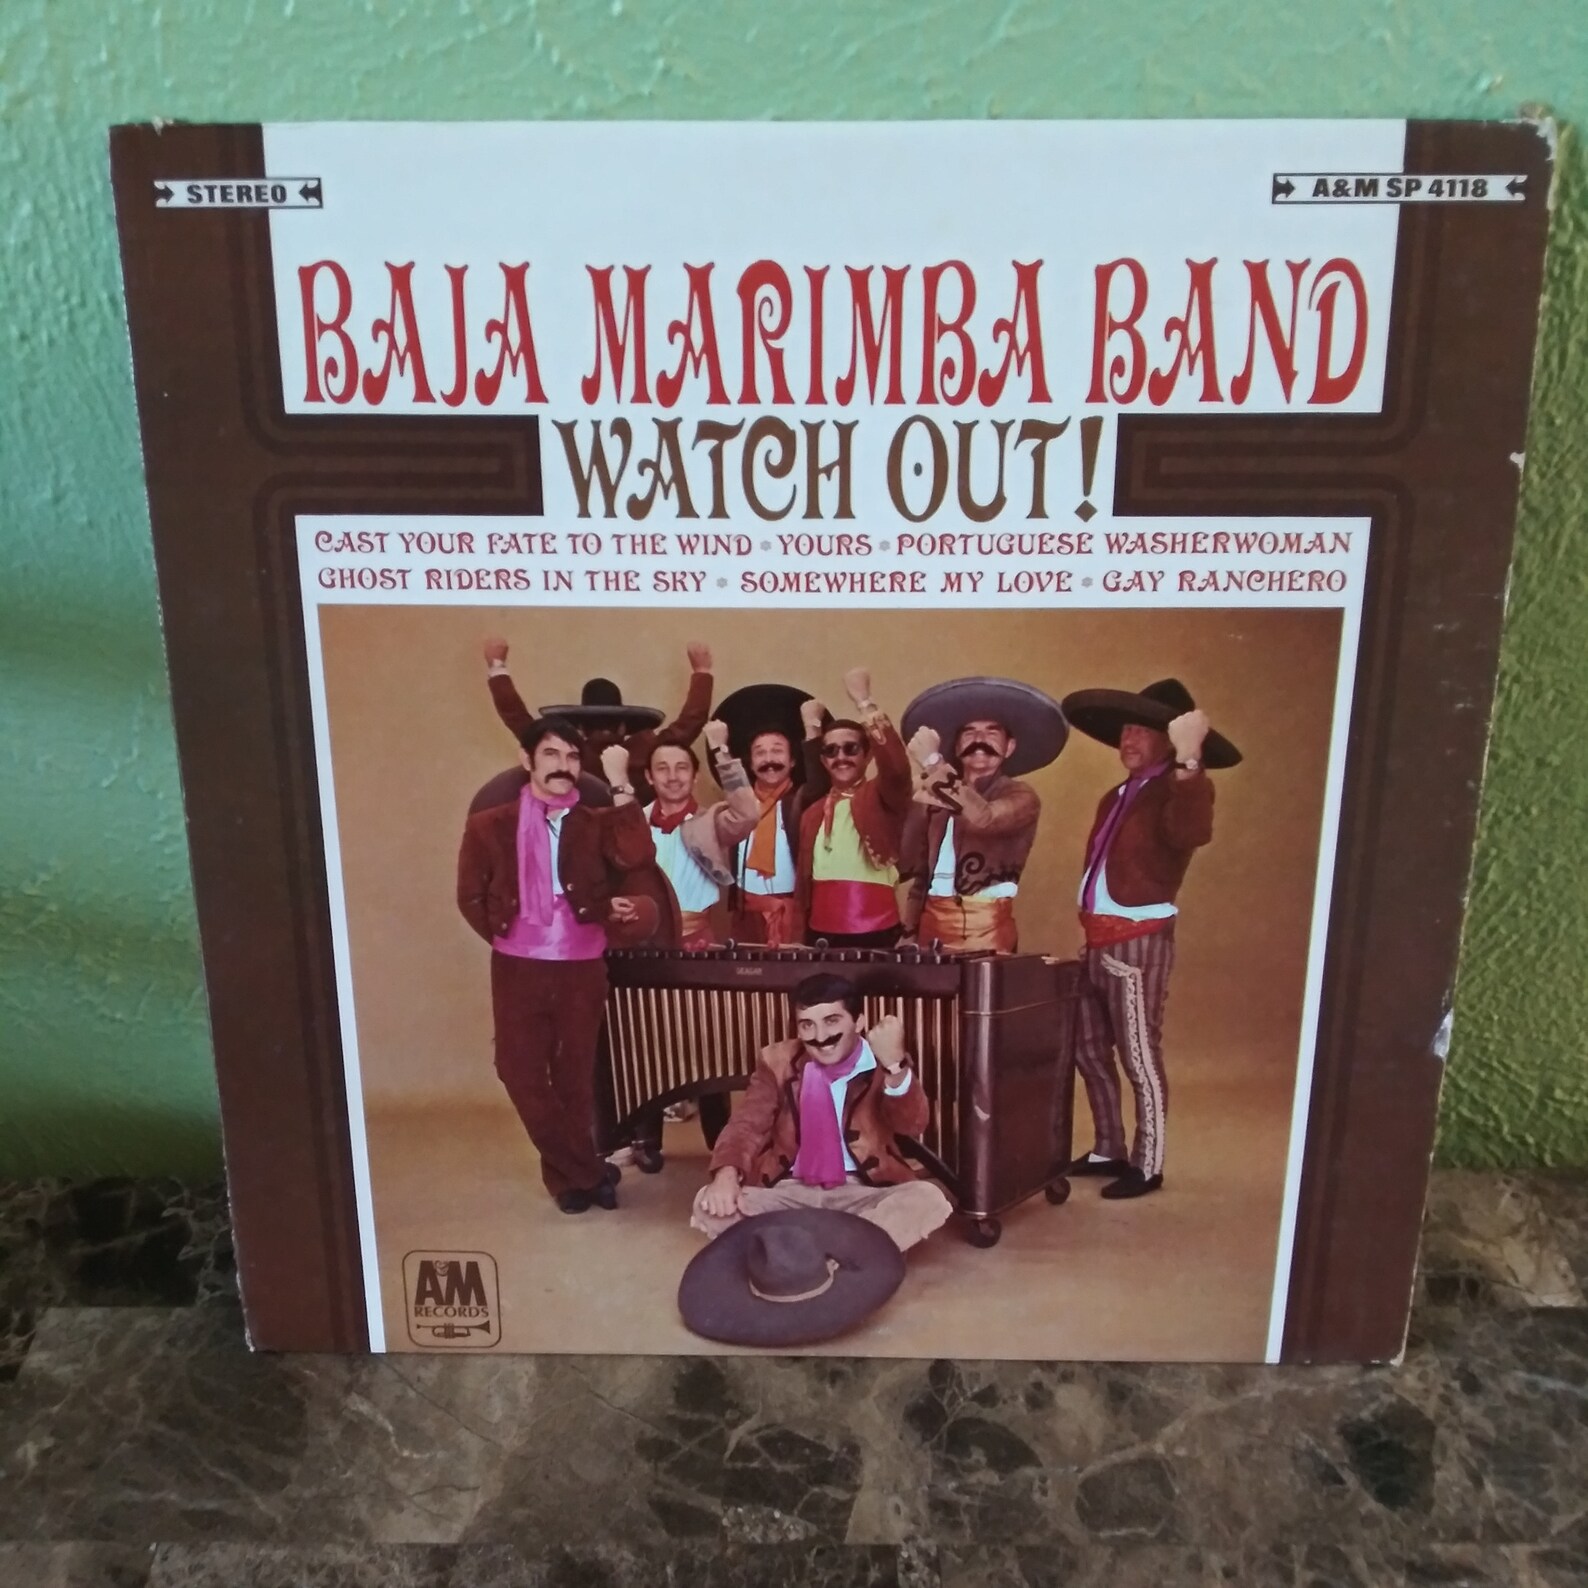 STEREO
A&M SP 4118
BAJA MARIMBA BAND
WATCH OUT!
CAST YOUR FATE TO THE WIND * YOURS * PORTUGUESE WASHERWOMAN
GHOST RIDERS IN THE SKY * SOMEWHERE MY LOVE * GAY RANCHERO
DEAGAN
A&M
RECORDS